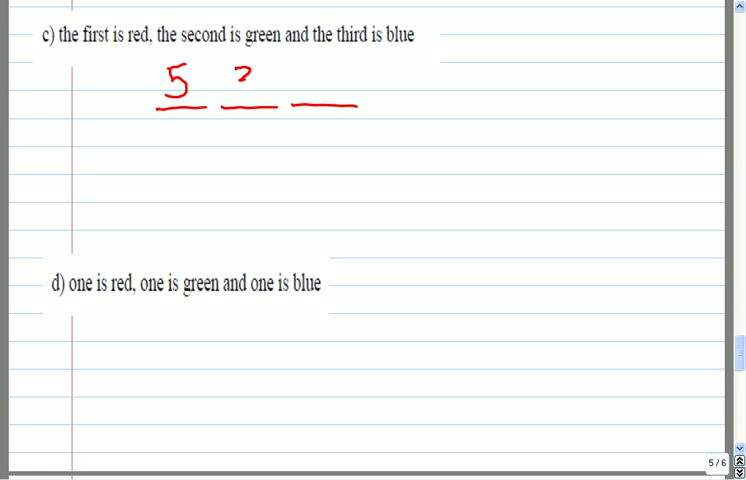 c) the first is red, the second is green and the third is blue
5
d) one is red, one is green and one is blue
5 / 6